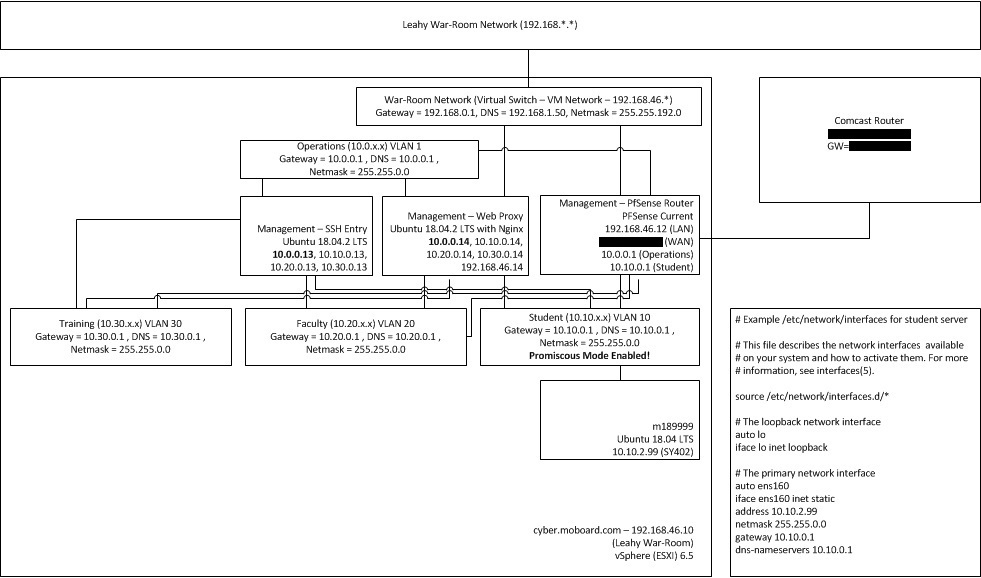 Leahy War-Room Network (192.168.*.*)
War-Room Network (Virtual Switch – VM Network – 192.168.46.*)
Gateway = 192.168.0.1, DNS = 192.168.1.50, Netmask = 255.255.192.0
Comcast Router
GW=
Operations (10.0.x.x) VLAN 1
Gateway = 10.0.0.1 , DNS = 10.0.0.1 ,
Netmask = 255.255.0.0
Management – SSH Entry
Ubuntu 18.04.2 LTS
10.0.0.13, 10.10.0.13,
10.20.0.13, 10.30.0.13
Management – Web Proxy
Ubuntu 18.04.2 LTS with Nginx
10.0.0.14, 10.10.0.14,
10.20.0.14, 10.30.0.14
192.168.46.14
Management – PfSense Router
PFSense Current
192.168.46.12 (LAN)
(WAN)
10.0.0.1 (Operations)
10.10.0.1 (Student)
Training (10.30.x.x) VLAN 30
Gateway = 10.30.0.1 , DNS = 10.30.0.1 ,
Netmask = 255.255.0.0
Faculty (10.20.x.x) VLAN 20
Gateway = 10.20.0.1 , DNS = 10.20.0.1 ,
Netmask = 255.255.0.0
Student (10.10.x.x) VLAN 10
Gateway = 10.10.0.1 , DNS = 10.10.0.1 ,
Netmask = 255.255.0.0
Promiscous Mode Enabled!
m189999
Ubuntu 18.04 LTS
10.10.2.99 (SY402)
cyber.moboard.com – 192.168.46.10
(Leahy War-Room)
vSphere (ESXI) 6.5
# Example /etc/network/interfaces for student server
# This file describes the network interfaces available
# on your system and how to activate them. For more
# information, see interfaces(5).
source /etc/network/interfaces.d/*
# The loopback network interface
auto lo
iface lo inet loopback
# The primary network interface
auto ens160
iface ens160 inet static
address 10.10.2.99
netmask 255.255.0.0
gateway 10.10.0.1
dns-nameservers 10.10.0.1